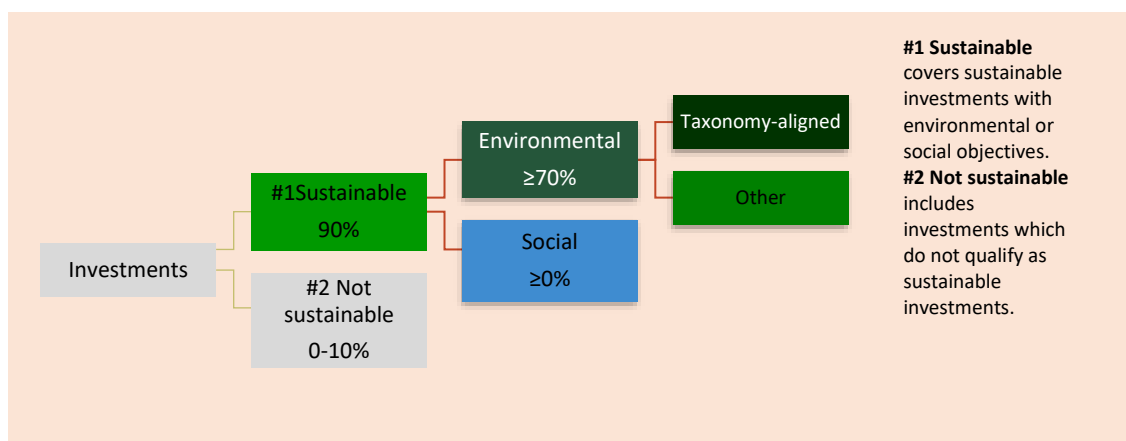 Investments
#1Sustainable
90%
#2 Not
sustainable
0-10%
Environmental
≥70%
Social
≥0%
Taxonomy-aligned
Other
#1 Sustainable
covers sustainable
investments with
environmental or
social objectives.
#2 Not sustainable
includes
investments which
do not qualify as
sustainable
investments.